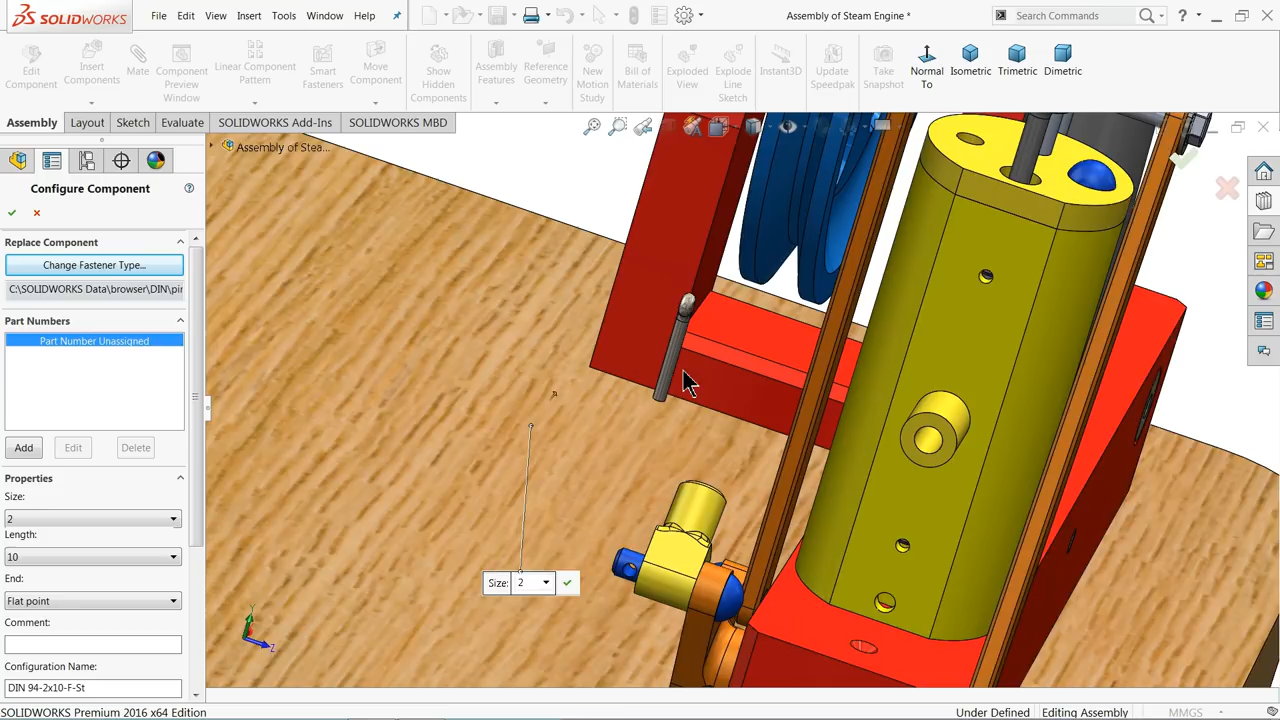 SOLIDWORKS
File Edit View Insert Tools Window Help
Assembly of Steam Engine *
Search Commands
?
Edit Component
Insert Components
Mate
Component Preview Window
Linear Component Pattern
Smart Fasteners
Move Component
Show Hidden Components
Assembly Features
Reference Geometry
New Motion Study
Bill of Materials
Exploded View
Explode Line Sketch
Instant3D
Update Speedpak
Take Snapshot
Normal To
Isometric
Trimetric
Dimetric
Assembly Layout Sketch Evaluate SOLIDWORKS Add-Ins SOLIDWORKS MBD
Assembly of Stea...
Configure Component
Replace Component
Change Fastener Type...
C:\SOLIDWORKS Data\browser\DIN\pin
Part Numbers
Part Number Unassigned
Add Edit Delete
Properties
Size:
2
Length:
10
End:
Flat point
Comment:
Configuration Name:
DIN 94-2x10-F-St
Size: 2
Y
Z
SOLIDWORKS Premium 2016 x64 Edition
Under Defined
Editing Assembly
MMGS